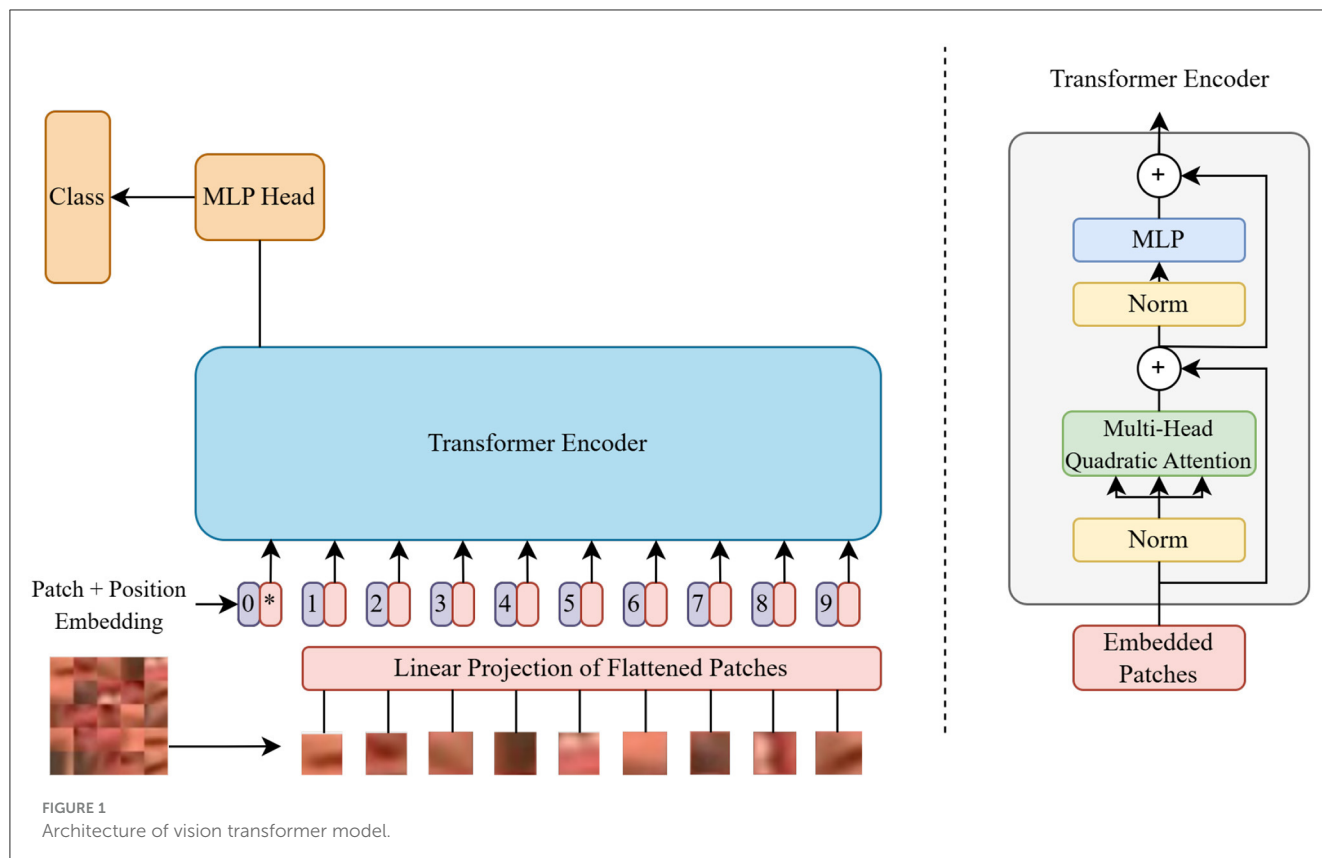 Transformer Encoder
Class
MLP Head
+
MLP
Norm
+
Transformer Encoder
Multi-Head
Quadratic Attention
Norm
Patch + Position
Embedding
0 * 1 2 3 4 5 6 7 8 9
Linear Projection of Flattened Patches
Embedded
Patches
FIGURE 1
Architecture of vision transformer model.